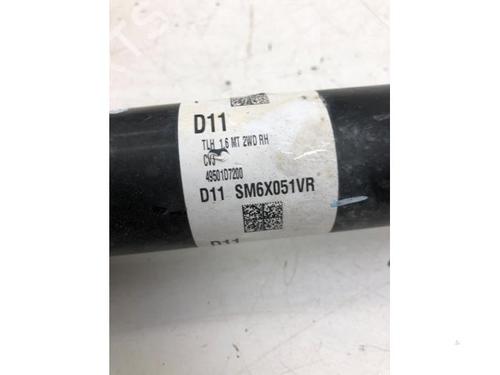 D11
TLH 1.6 MT 2WD RH
CV3
49501D7200
D11 SM6X051VR
D11